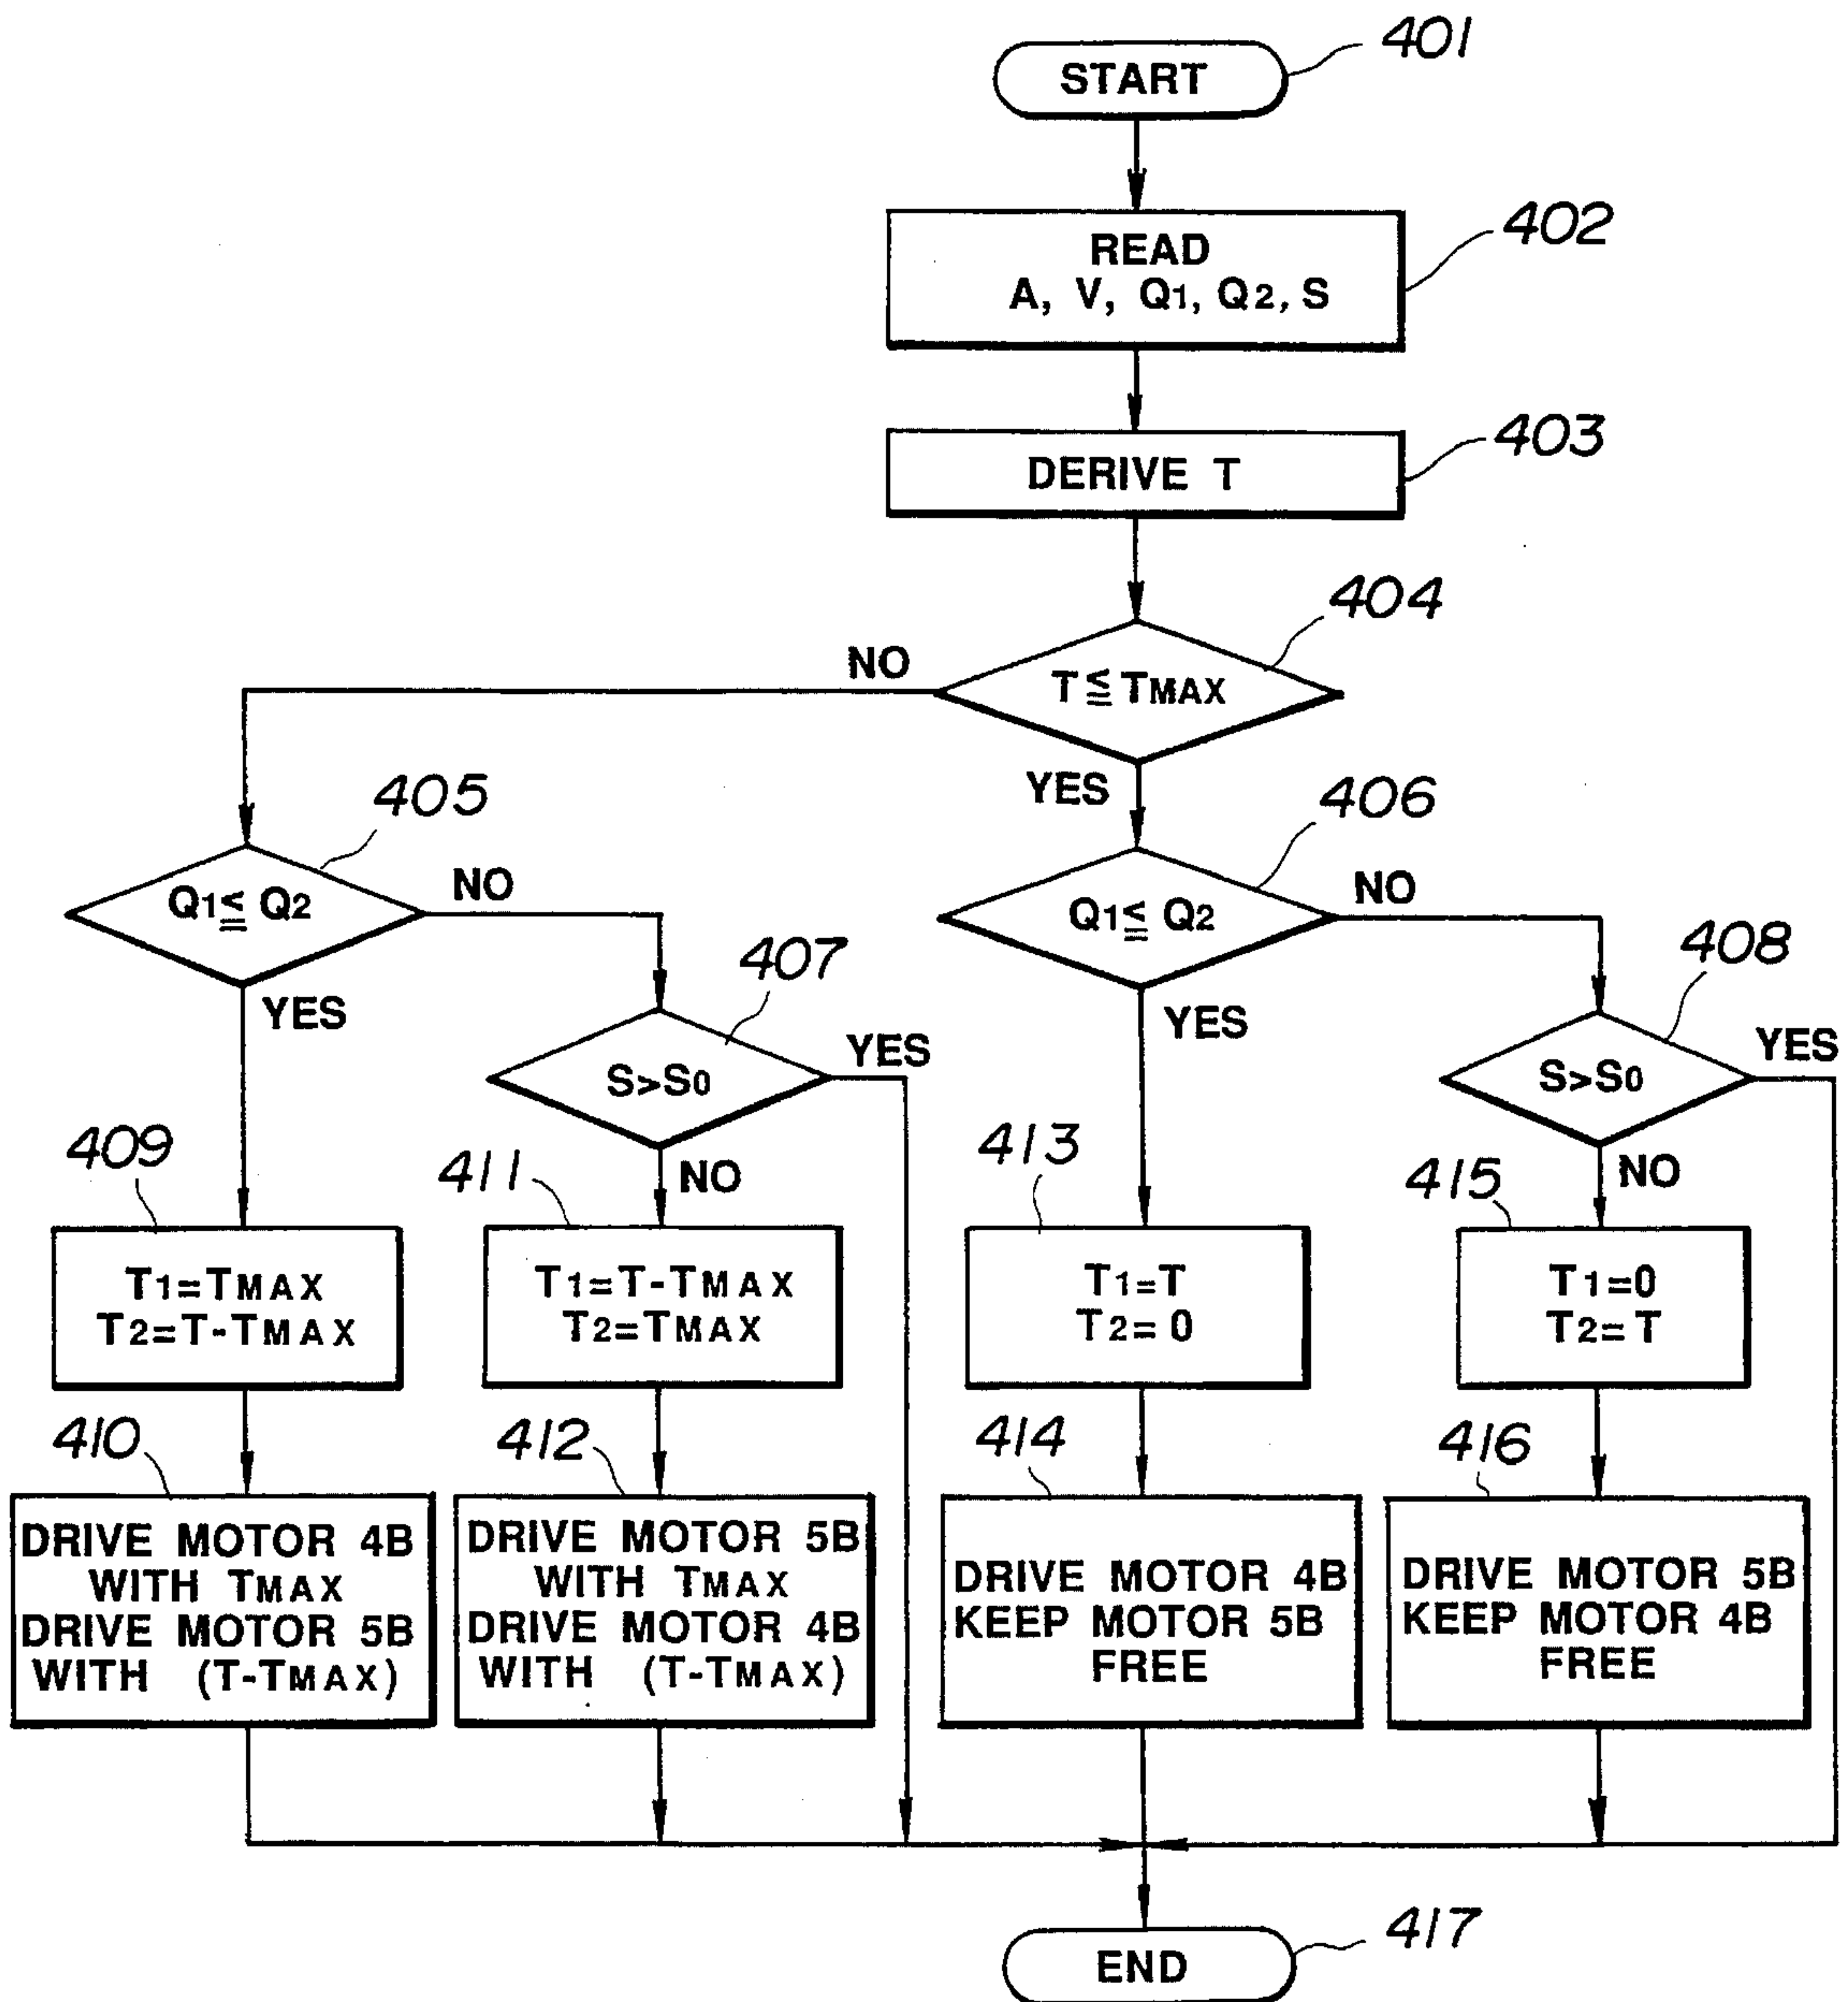 401
START
402
READ
A, V, Q1, Q2, S
403
DERIVE T
404
NO
T≦TMAX
YES
405
406
Q1≦Q2
NO
Q1≦Q2
NO
407
408
YES
YES
S>S0
YES
S>S0
YES
409
411
NO
413
415
NO
T1=TMAX
T2=T-TMAX
T1=T-TMAX
T2=TMAX
T1=T
T2=0
T1=0
T2=T
410
412
414
416
DRIVE MOTOR 4B
WITH TMAX
DRIVE MOTOR 5B
WITH (T-TMAX)
DRIVE MOTOR 5B
WITH TMAX
DRIVE MOTOR 4B
WITH (T-TMAX)
DRIVE MOTOR 4B
KEEP MOTOR 5B
FREE
DRIVE MOTOR 5B
KEEP MOTOR 4B
FREE
417
END